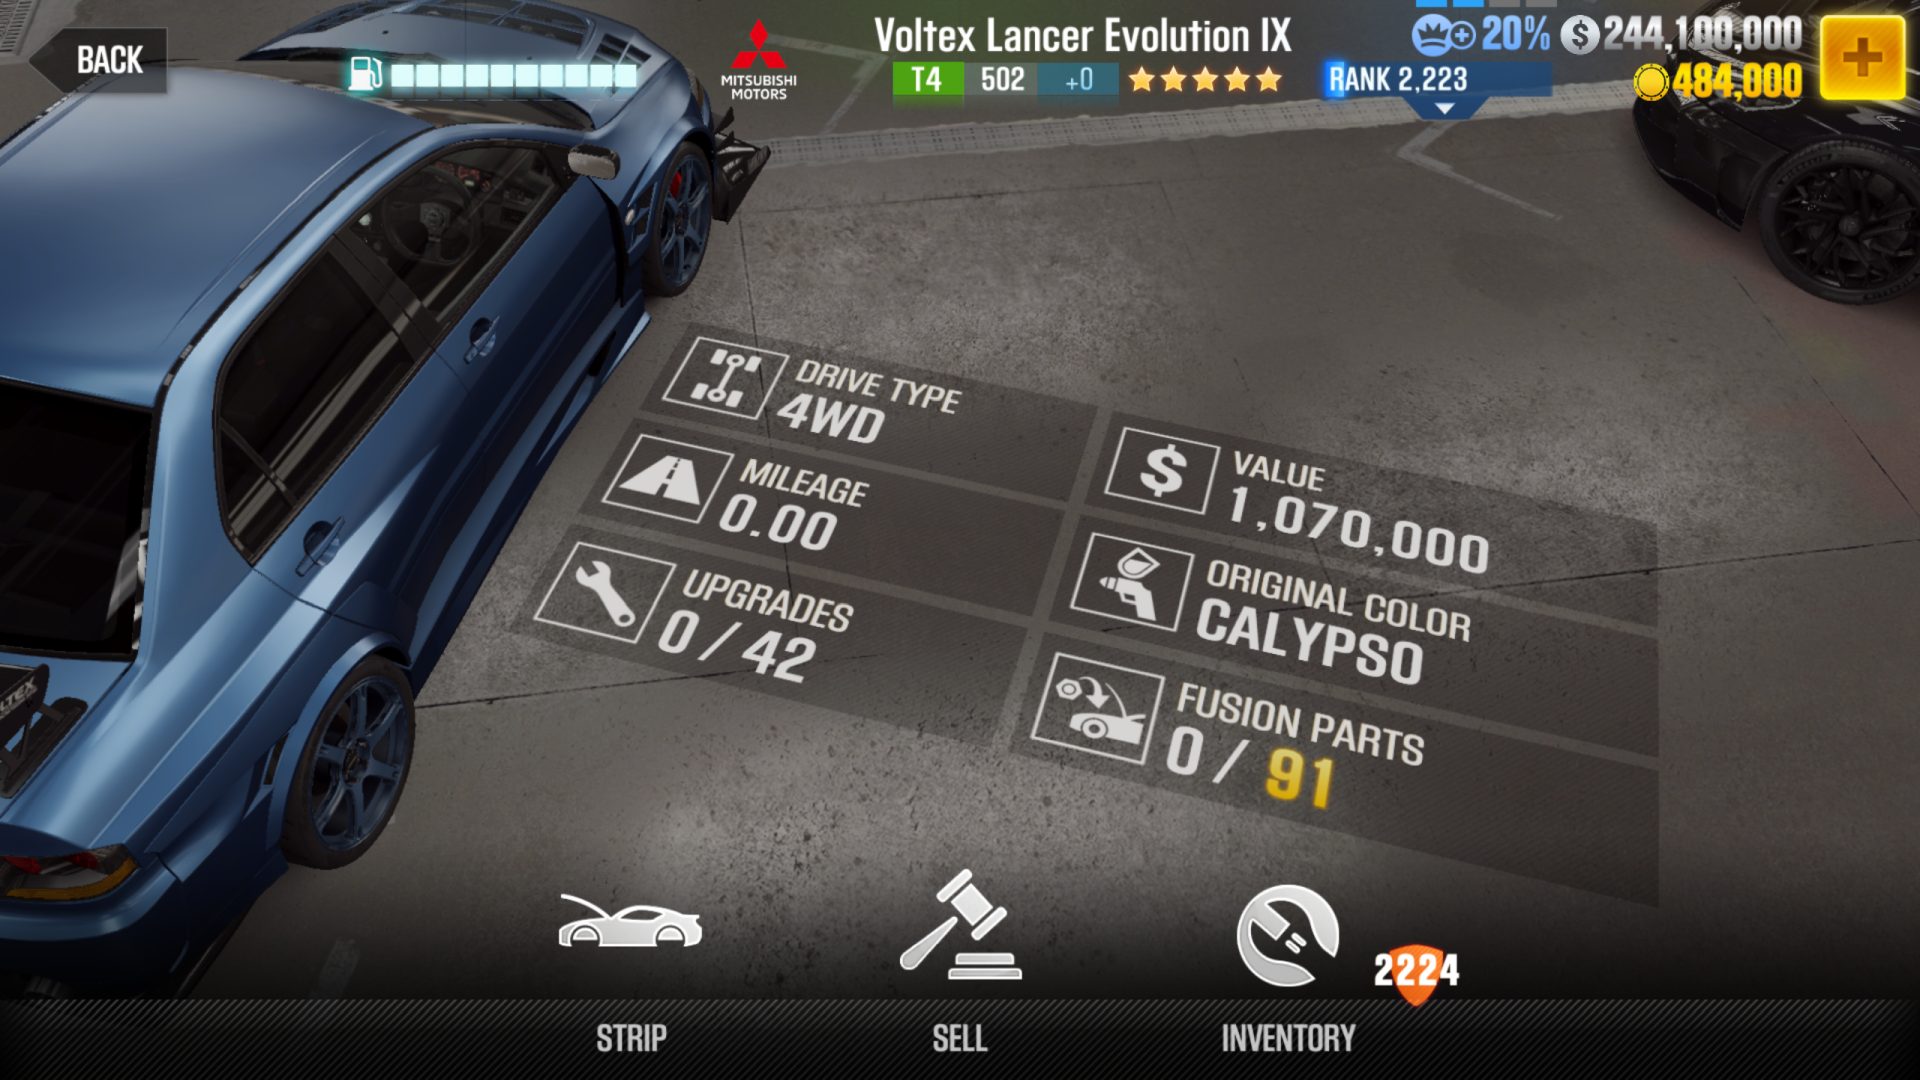 BACK
MITSUBISHI
MOTORS
Voltex Lancer Evolution IX
T4 502 +0
RANK 2,223
20%
244,100,000
484,000
DRIVE TYPE
4WD
MILEAGE
0.00
UPGRADES
0 / 42
VALUE
1,070,000
ORIGINAL COLOR
CALYPSO
FUSION PARTS
0 / 91
2224
STRIP
SELL
INVENTORY